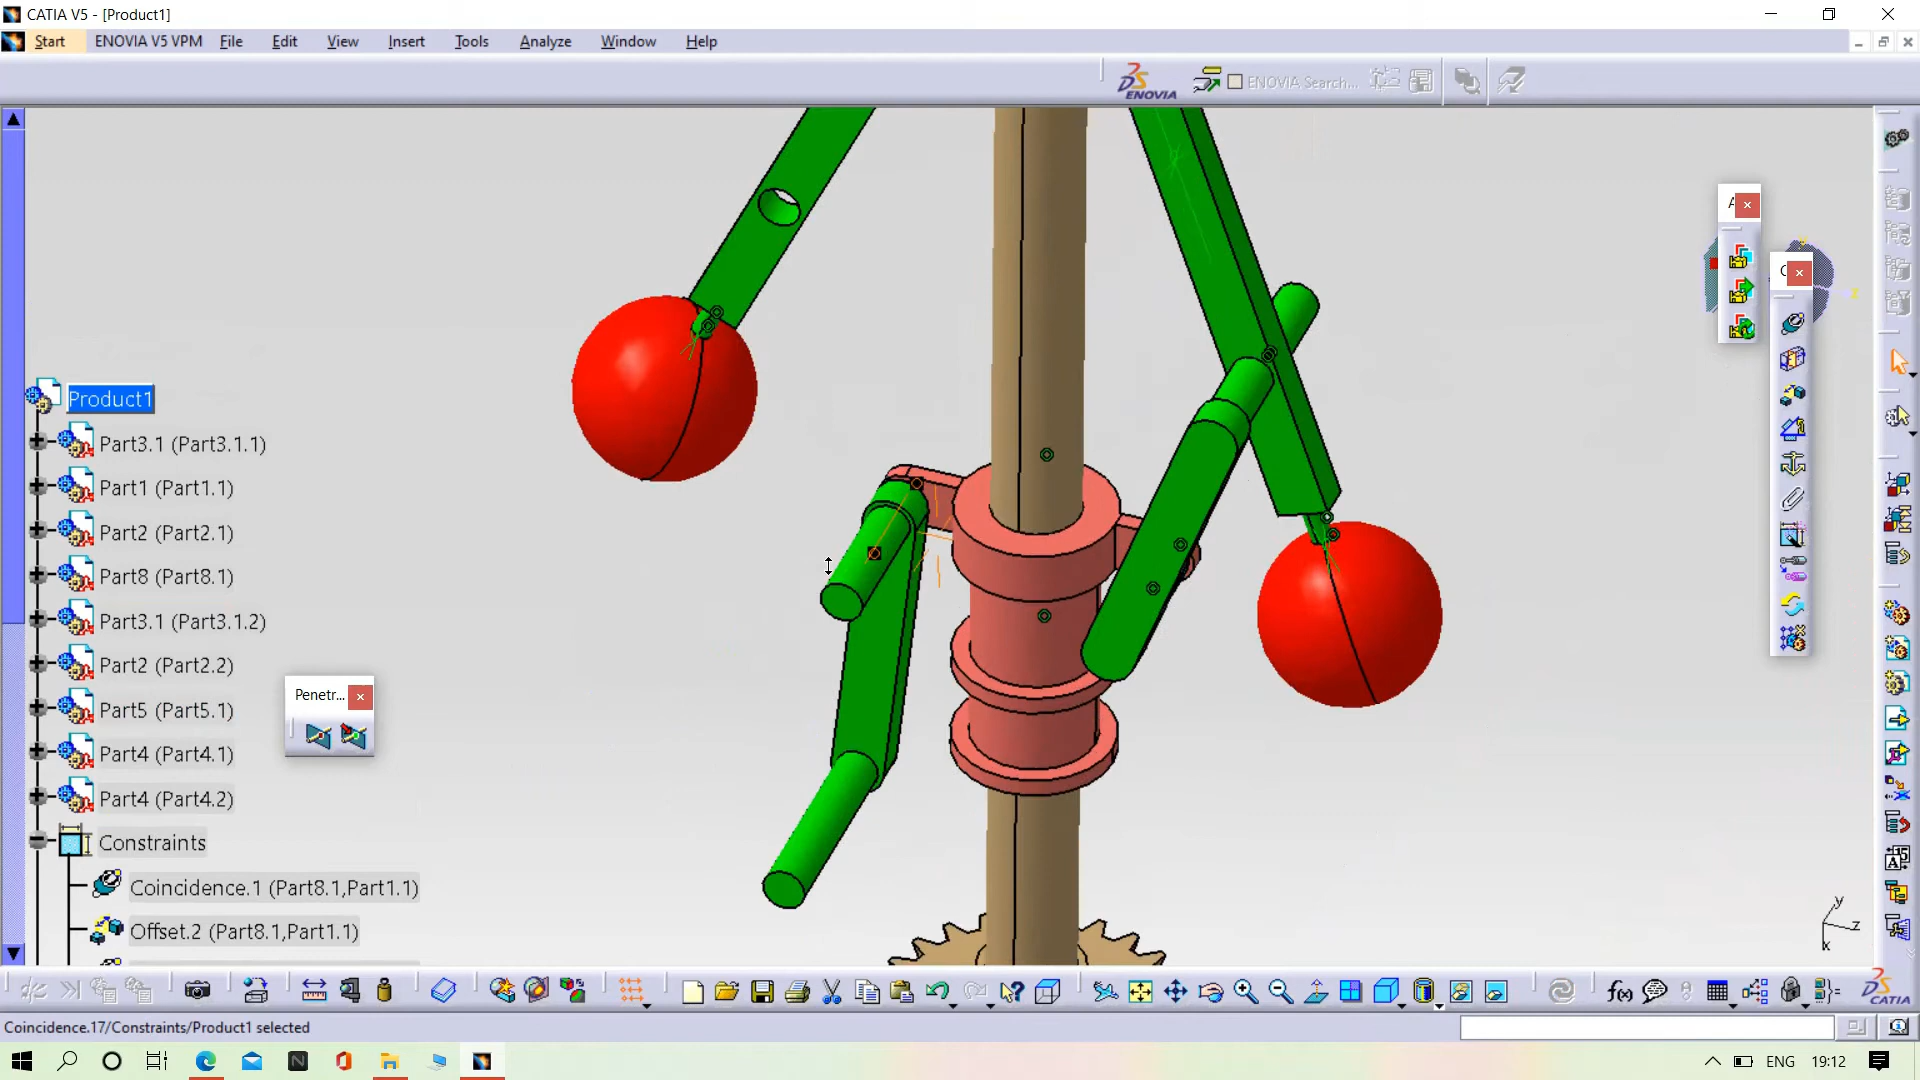 CATIA V5 - [Product1]
Start ENOVIA V5 VPM File Edit View Insert Tools Analyze Window Help
ENOVIA ENOVIA Search...
Product1
Part3.1 (Part3.1.1)
Part1 (Part1.1)
Part2 (Part2.1)
Part8 (Part8.1)
Part3.1 (Part3.1.2)
Part2 (Part2.2)
Part5 (Part5.1)
Part4 (Part4.1)
Part4 (Part4.2)
Constraints
Coincidence.1 (Part8.1,Part1.1)
Offset.2 (Part8.1,Part1.1)
Penetr...
y
z
x
f(x)
CATIA
Coincidence.17/Constraints/Product1 selected
ENG 19:12